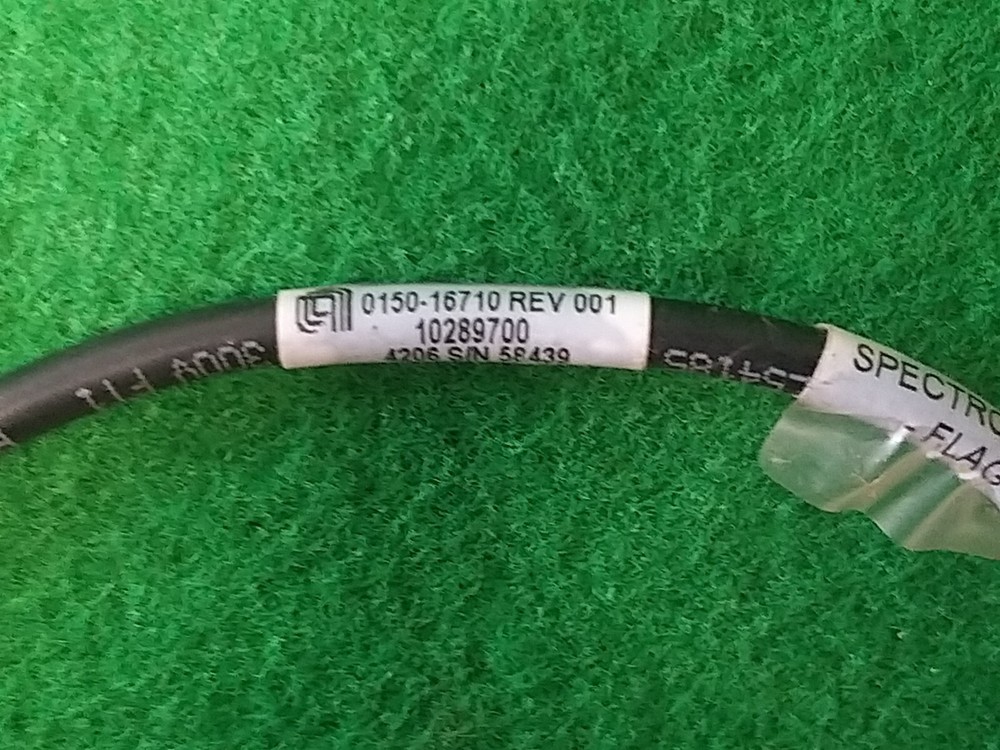 0150-16710 REV 001
10289700
4206 S/N 58439
SPECTRO
- FLAG